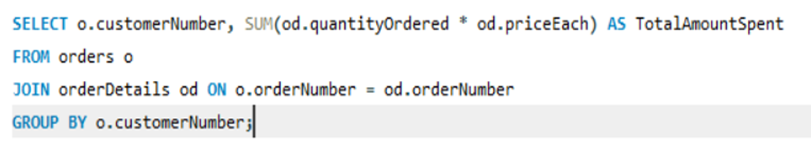 SELECT o.customerNumber, SUM(od.quantityOrdered * od.priceEach) AS TotalAmountSpent
FROM orders o
JOIN orderDetails od ON o.orderNumber = od.orderNumber
GROUP BY o.customerNumber;